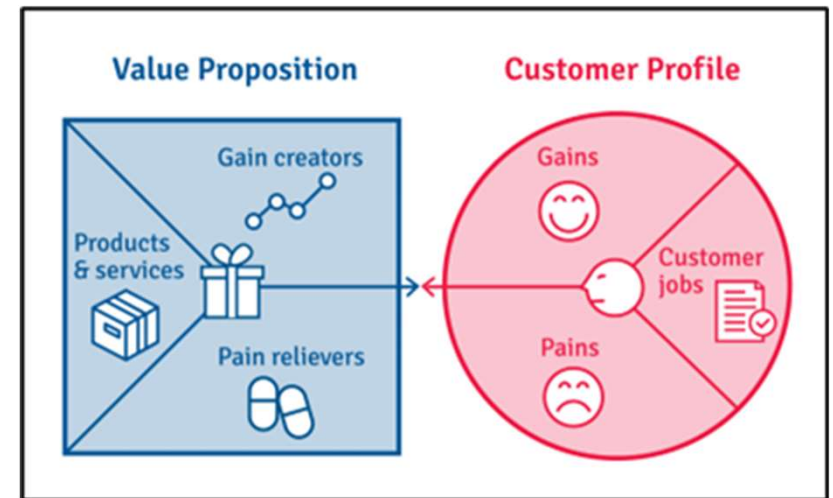 Value Proposition
Customer Profile
Gain creators
Products
& services
Pain relievers
Gains
Customer
jobs
Pains